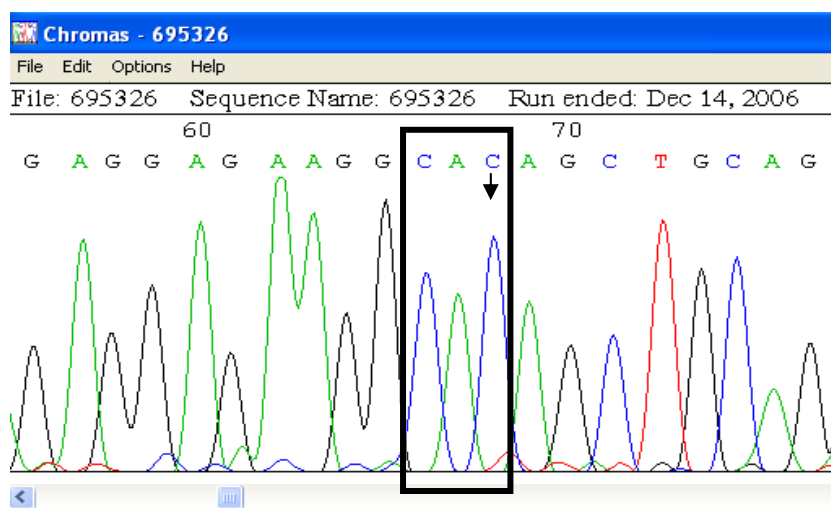 Chromas - 695326
File Edit Options Help
File: 695326 Sequence Name: 695326 Run ended: Dec 14, 2006
60 70
G A G G A G A A G G C A C A G C T G C A G